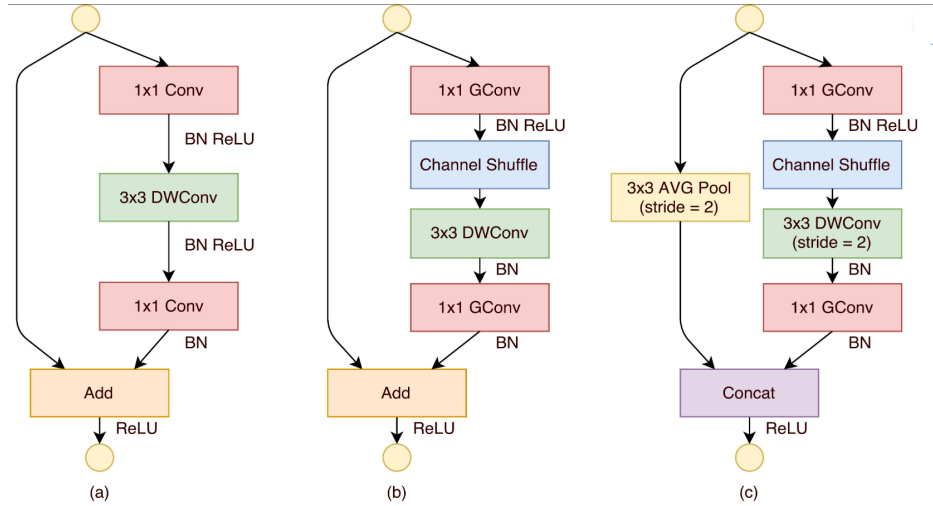 1x1 Conv
BN ReLU
3x3 DWConv
BN ReLU
1x1 Conv
BN
Add
ReLU
(a)
1x1 GConv
BN ReLU
Channel Shuffle
3x3 DWConv
BN
1x1 GConv
BN
Add
ReLU
(b)
3x3 AVG Pool
(stride = 2)
1x1 GConv
BN ReLU
Channel Shuffle
3x3 DWConv
(stride = 2)
BN
1x1 GConv
BN
Concat
ReLU
(c)